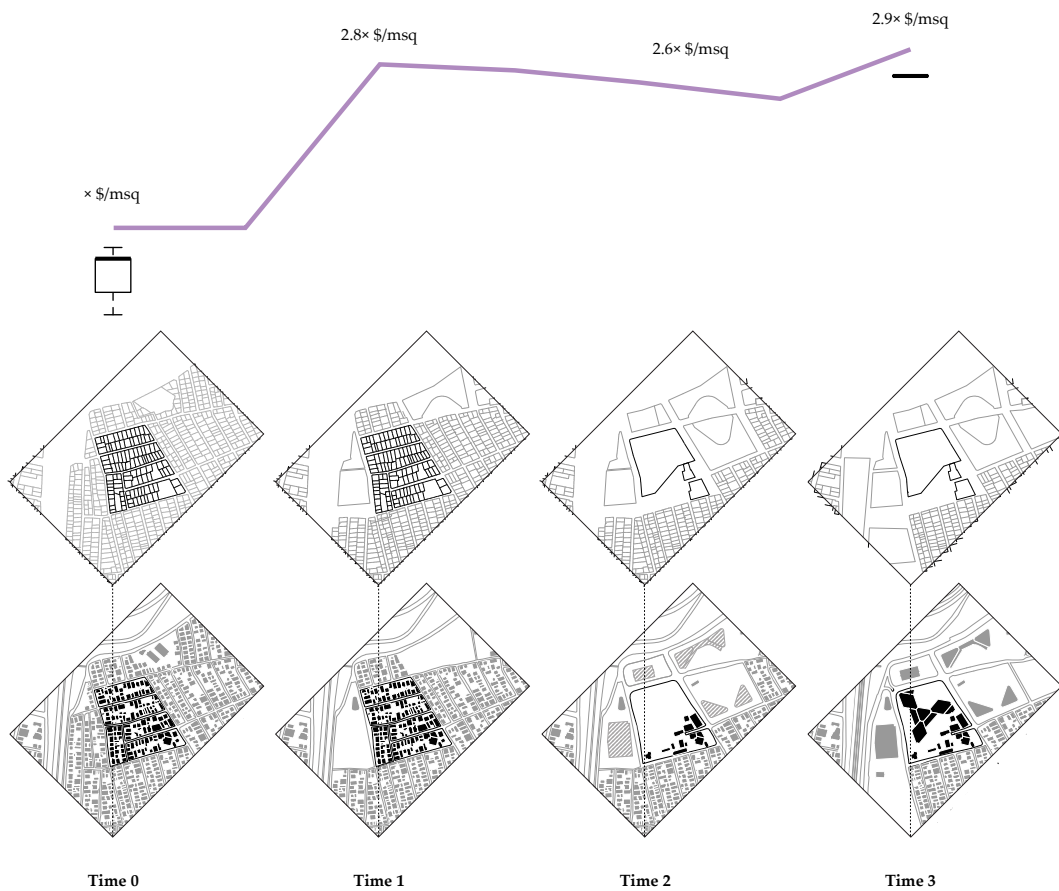 2.9× $/msq
2.8× $/msq
2.6× $/msq
× $/msq
Time 0
Time 1
Time 2
Time 3